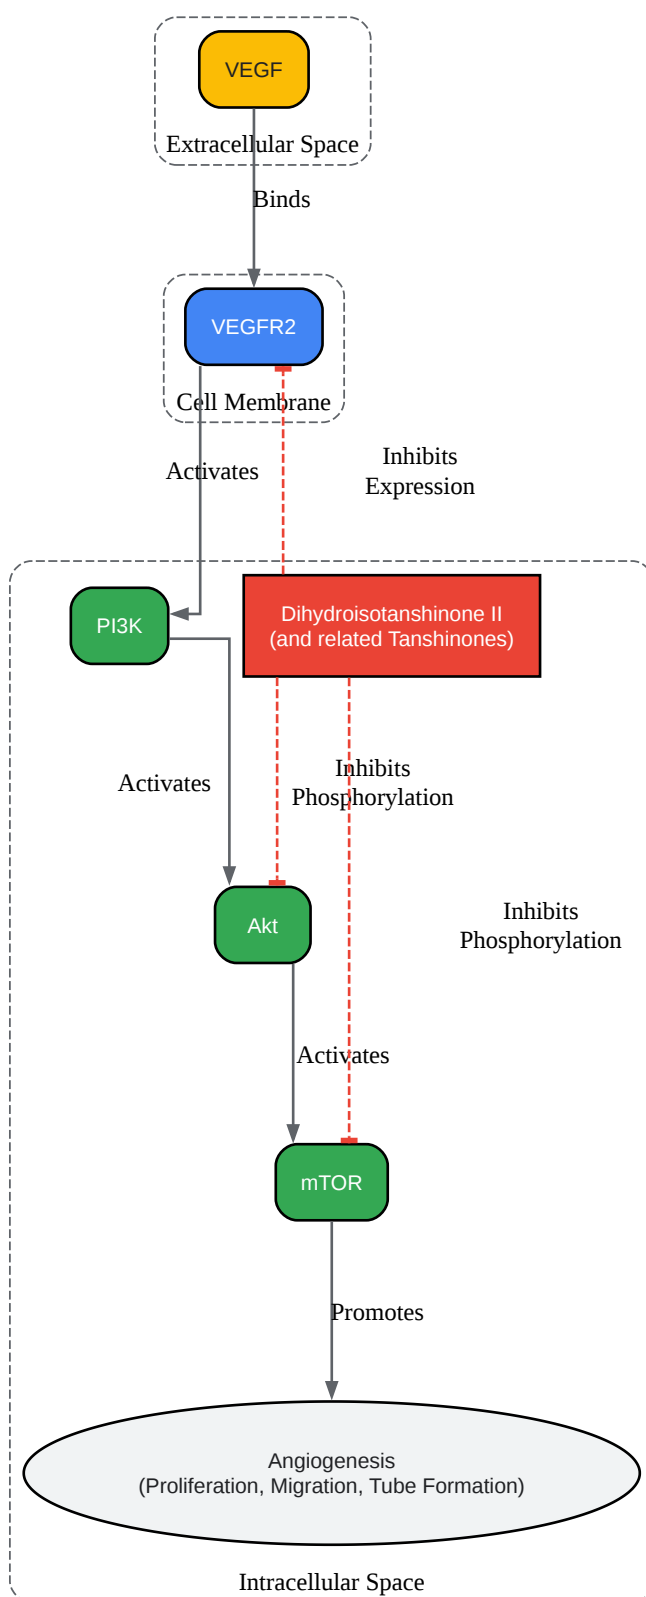 VEGF
Extracellular Space
Binds
VEGFR2
Cell Membrane
Activates
Inhibits
Expression
PI3K
Dihydroisotanshinone II
(and related Tanshinones)
Activates
Inhibits
Phosphorylation
Akt
Inhibits
Phosphorylation
Activates
mTOR
Promotes
Angiogenesis
(Proliferation, Migration, Tube Formation)
Intracellular Space